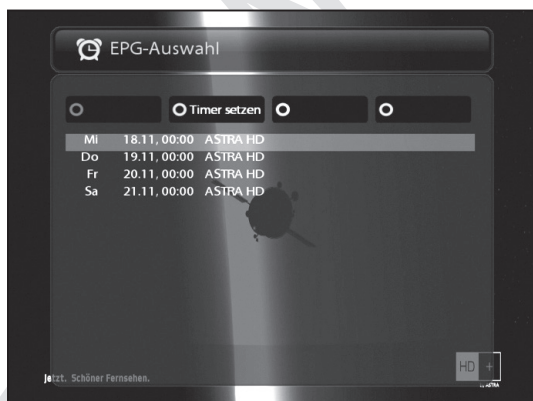 EPG-Auswahl
Timer setzen
Mi 18.11, 00:00 ASTRA HD
Do 19.11, 00:00 ASTRA HD
Fr 20.11, 00:00 ASTRA HD
Sa 21.11, 00:00 ASTRA HD
HD +
Jetzt. Schöner Fernsehen.
ASTRA